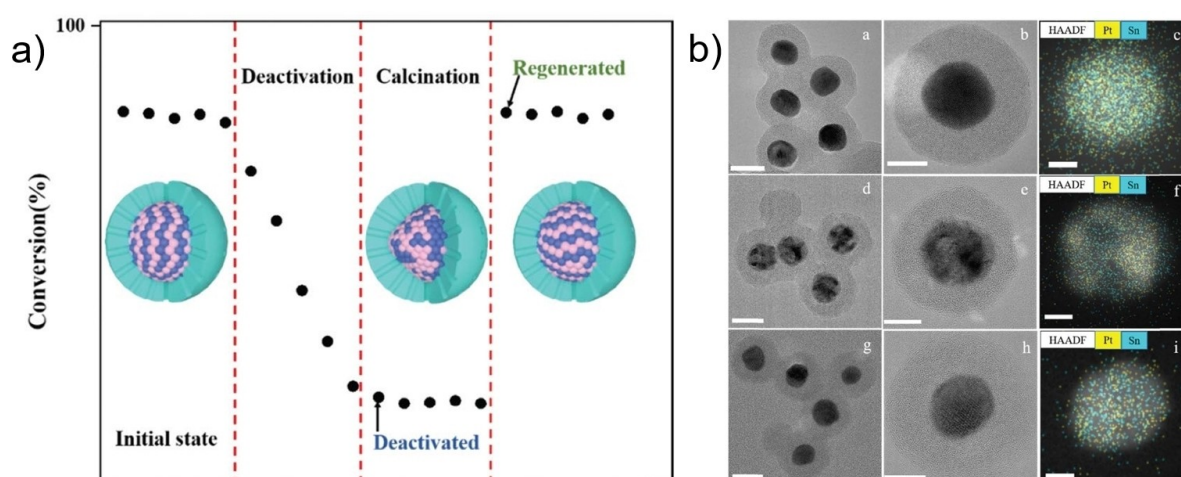 a)
100
Conversion(%)
Deactivation
Calcination
Regenerated
Initial state
Deactivated
b)
a
b
HAADF Pt Sn c
d
e
HAADF Pt Sn f
g
h
HAADF Pt Sn i